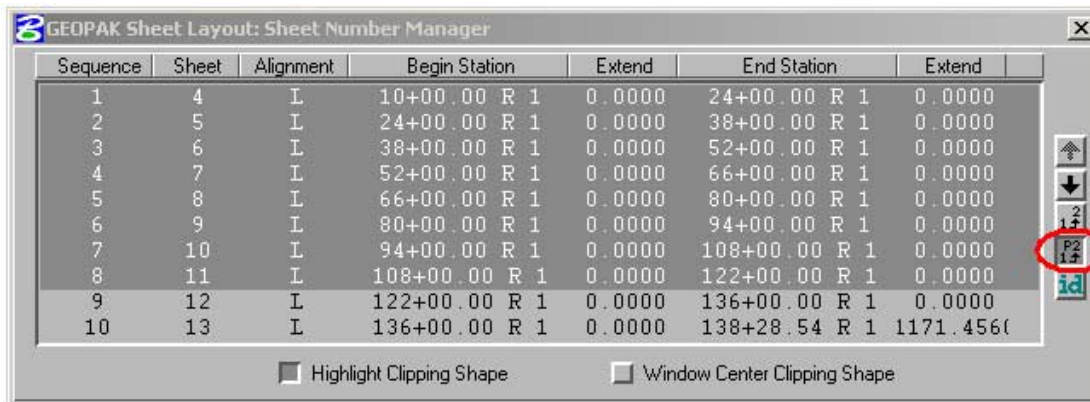 GEOPAK Sheet Layout: Sheet Number Manager
Sequence Sheet Alignment Begin Station Extend End Station Extend
1 4 L 10+00.00 R 1 0.0000 24+00.00 R 1 0.0000
2 5 L 24+00.00 R 1 0.0000 38+00.00 R 1 0.0000
3 6 L 38+00.00 R 1 0.0000 52+00.00 R 1 0.0000
4 7 L 52+00.00 R 1 0.0000 66+00.00 R 1 0.0000
5 8 L 66+00.00 R 1 0.0000 80+00.00 R 1 0.0000
6 9 L 80+00.00 R 1 0.0000 94+00.00 R 1 0.0000
7 10 L 94+00.00 R 1 0.0000 108+00.00 R 1 0.0000
8 11 L 108+00.00 R 1 0.0000 122+00.00 R 1 0.0000
9 12 L 122+00.00 R 1 0.0000 136+00.00 R 1 0.0000
10 13 L 136+00.00 R 1 0.0000 138+28.54 R 1 1171.456(
1 2
P2
1
id
Highlight Clipping Shape Window Center Clipping Shape